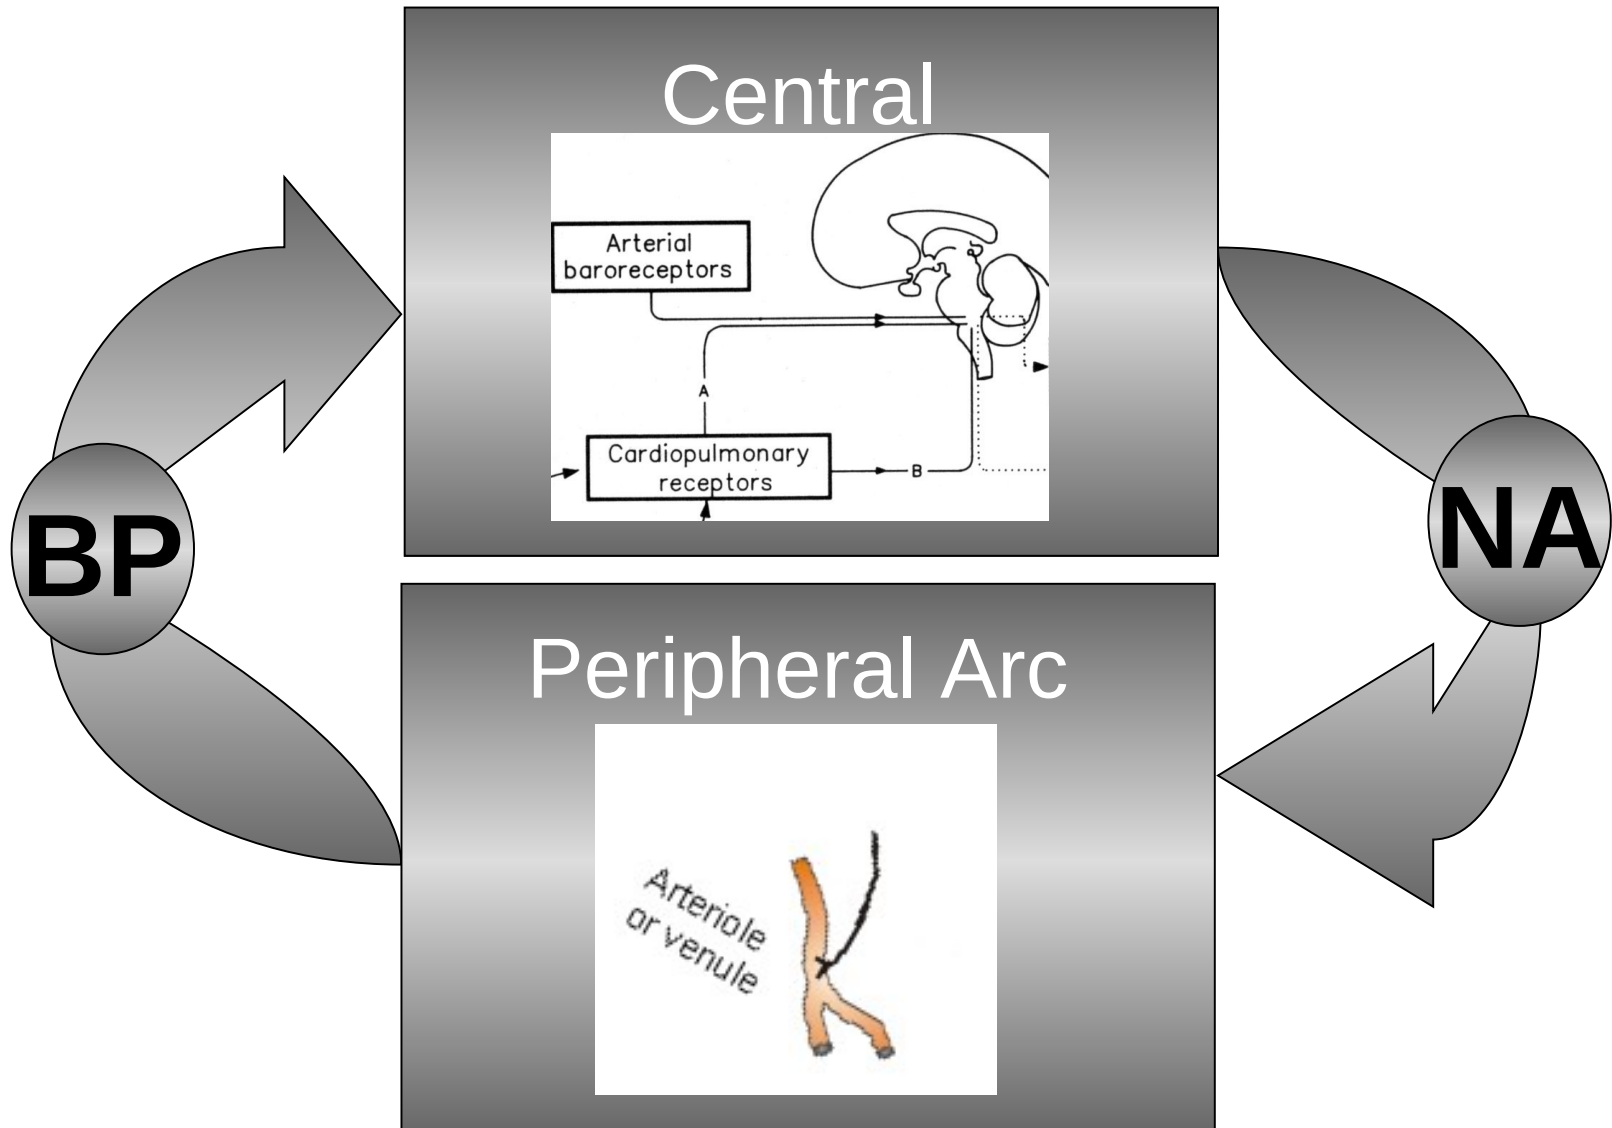 Central
Arterial
baroreceptors
A
Cardiopulmonary
receptors
B
BP
NA
Peripheral Arc
Arteriole
or venule